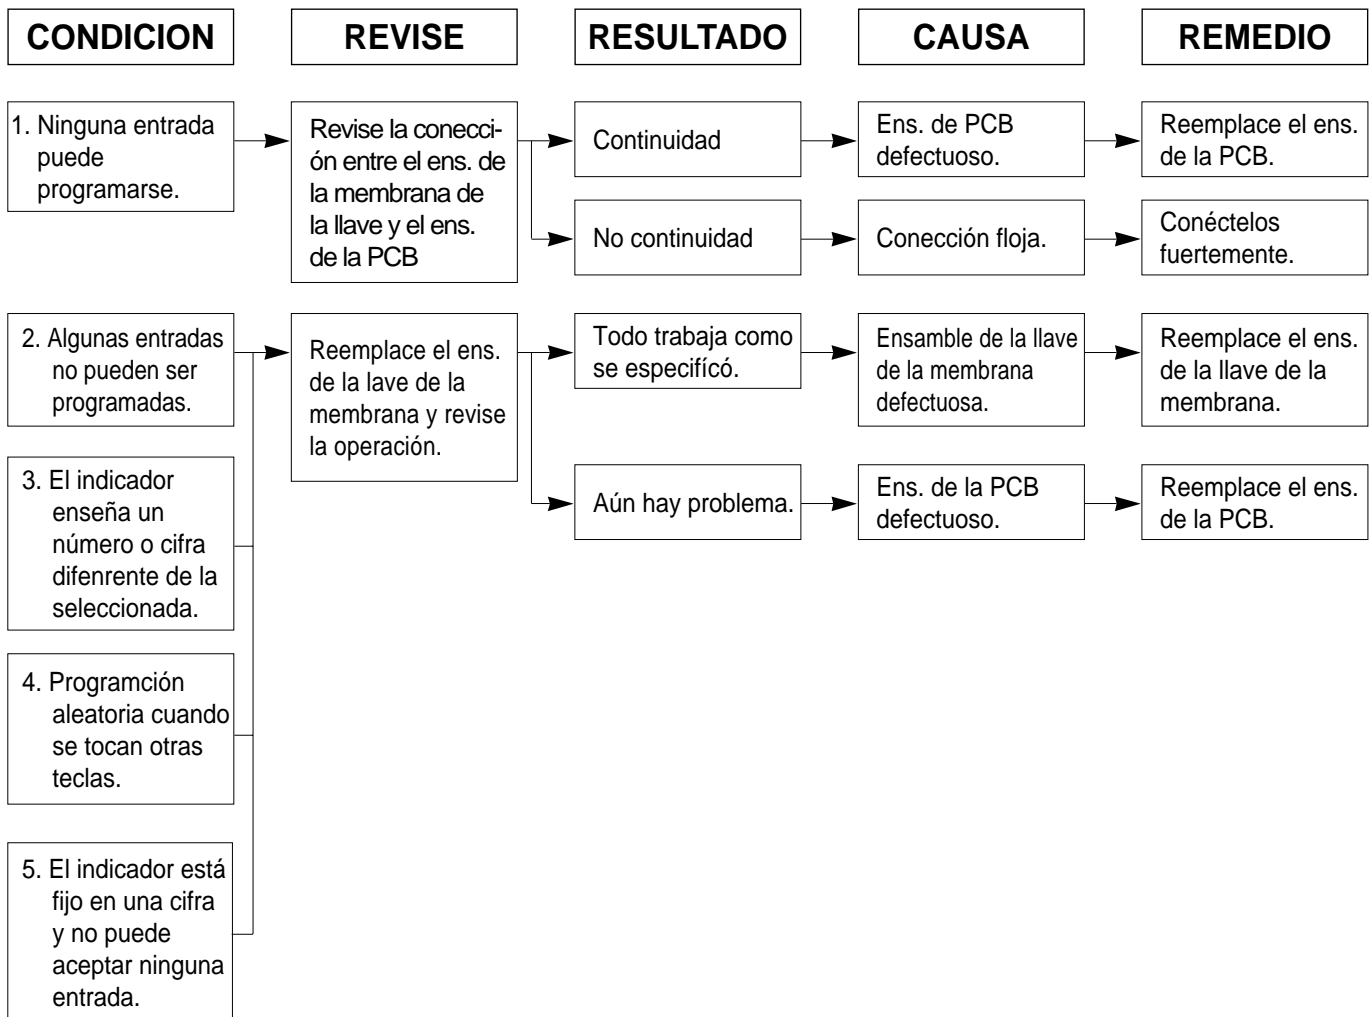 CONDICION
REVISE
RESULTADO
CAUSA
REMEDIO
1. Ninguna entrada
puede
programarse.
Revise la conecci-
ón entre el ens. de
la membrana de
la llave y el ens.
de la PCB
Continuidad
Ens. de PCB
defectuoso.
Reemplace el ens.
de la PCB.
No continuidad
Conección floja.
Conéctelos
fuertemente.
2. Algunas entradas
no pueden ser
programadas.
Reemplace el ens.
de la lave de la
membrana y revise
la operación.
Todo trabaja como
se especifícó.
Ensamble de la llave
de la membrana
defectuosa.
Reemplace el ens.
de la llave de la
membrana.
3. El indicador
enseña un
número o cifra
difenrente de la
seleccionada.
Aún hay problema.
Ens. de la PCB
defectuoso.
Reemplace el ens.
de la PCB.
4. Programción
aleatoria cuando
se tocan otras
teclas.
5. El indicador está
fijo en una cifra
y no puede
aceptar ninguna
entrada.